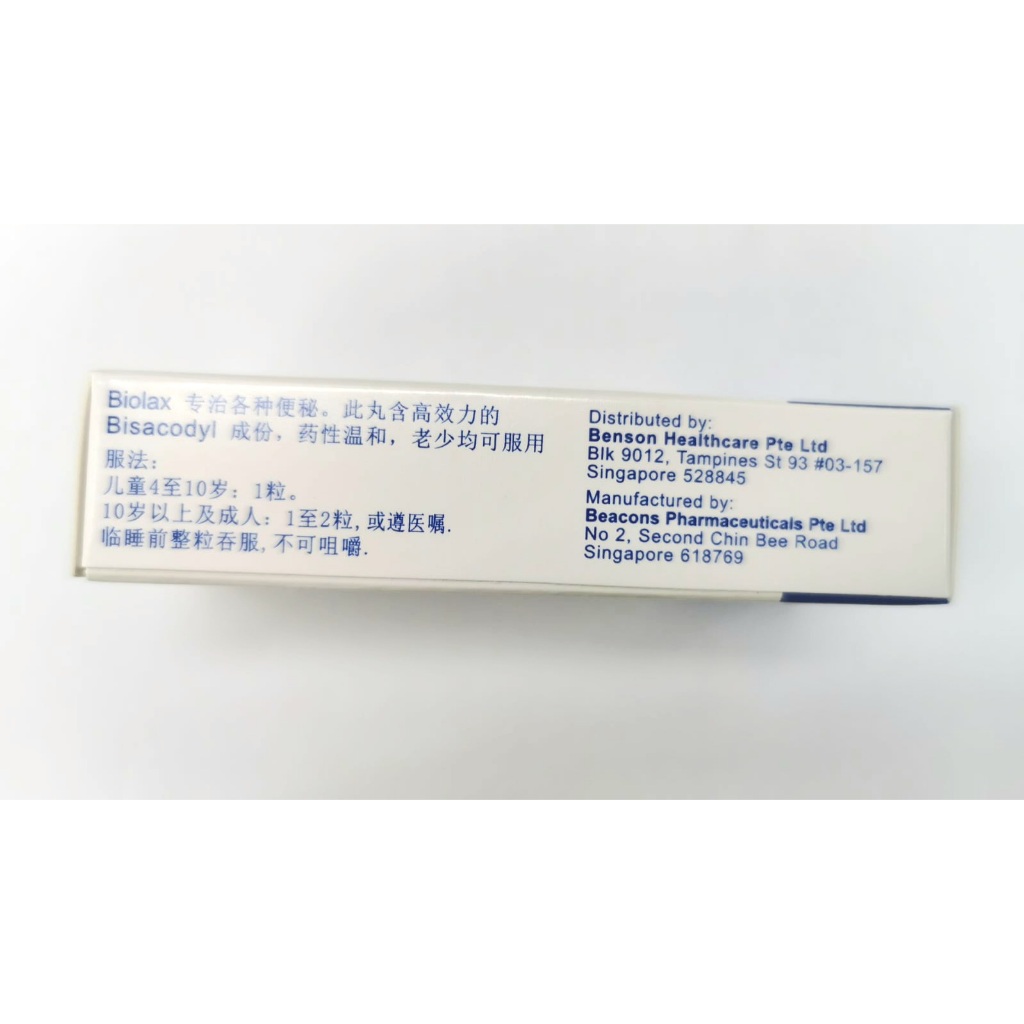 Biolax 专治各种便秘。此丸含高效力的
Bisacodyl 成份，药性温和，老少均可服用
服法：
儿童4至10岁：1粒。
10岁以上及成人：1至2粒,或遵医嘱.
临睡前整粒吞服,不可咀嚼.
Distributed by:
Benson Healthcare Pte Ltd
Blk 9012, Tampines St 93 #03-157
Singapore 528845
Manufactured by:
Beacons Pharmaceuticals Pte Ltd
No 2, Second Chin Bee Road
Singapore 618769